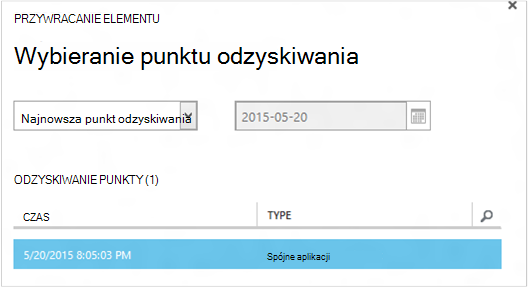 PRZYWRACANIE ELEMENTU
Wybieranie punktu odzyskiwania
Najnowsza punkt odzyskiwania
2015-05-20
ODZYSKIWANIE PUNKTY (1)
CZAS TYPE
5/20/2015 8:05:03 PM Spójne aplikacji